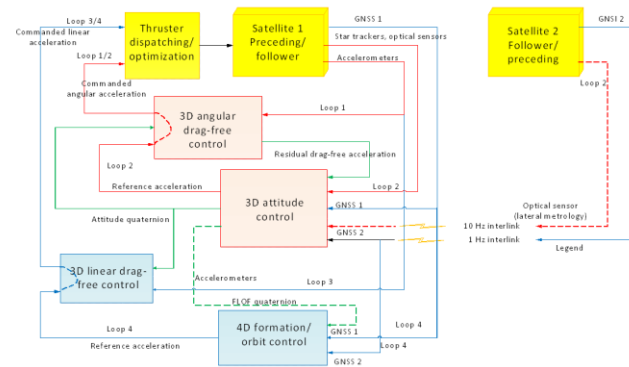 Loop 3/4
Commanded linear
acceleration
Thruster
dispatching/
optimization
Satellite 1
Preceding/
follower
GNSS 1
Star trackers, optical sensors
Accelerometers
Satellite 2
Follower/
preceding
GNSI 2
Loop 2
Loop 1/2
Commanded
angular acceleration
3D angular
drag-free
control
Loop 1
Residual drag-free acceleration
Loop 2
Reference acceleration
3D attitude
control
Loop 2
GNSS 1
GNSS 2
Optical sensor
(lateral metrology)
10 Hz interlink
1 Hz interlink
Legend
Attitude quaternion
3D linear drag-
free control
Accelerometers
Loop 3
FLOF quaternion
Loop 4
Reference acceleration
4D formation/
orbit control
GNSS 1
Loop 4
Loop 4
GNSS 2